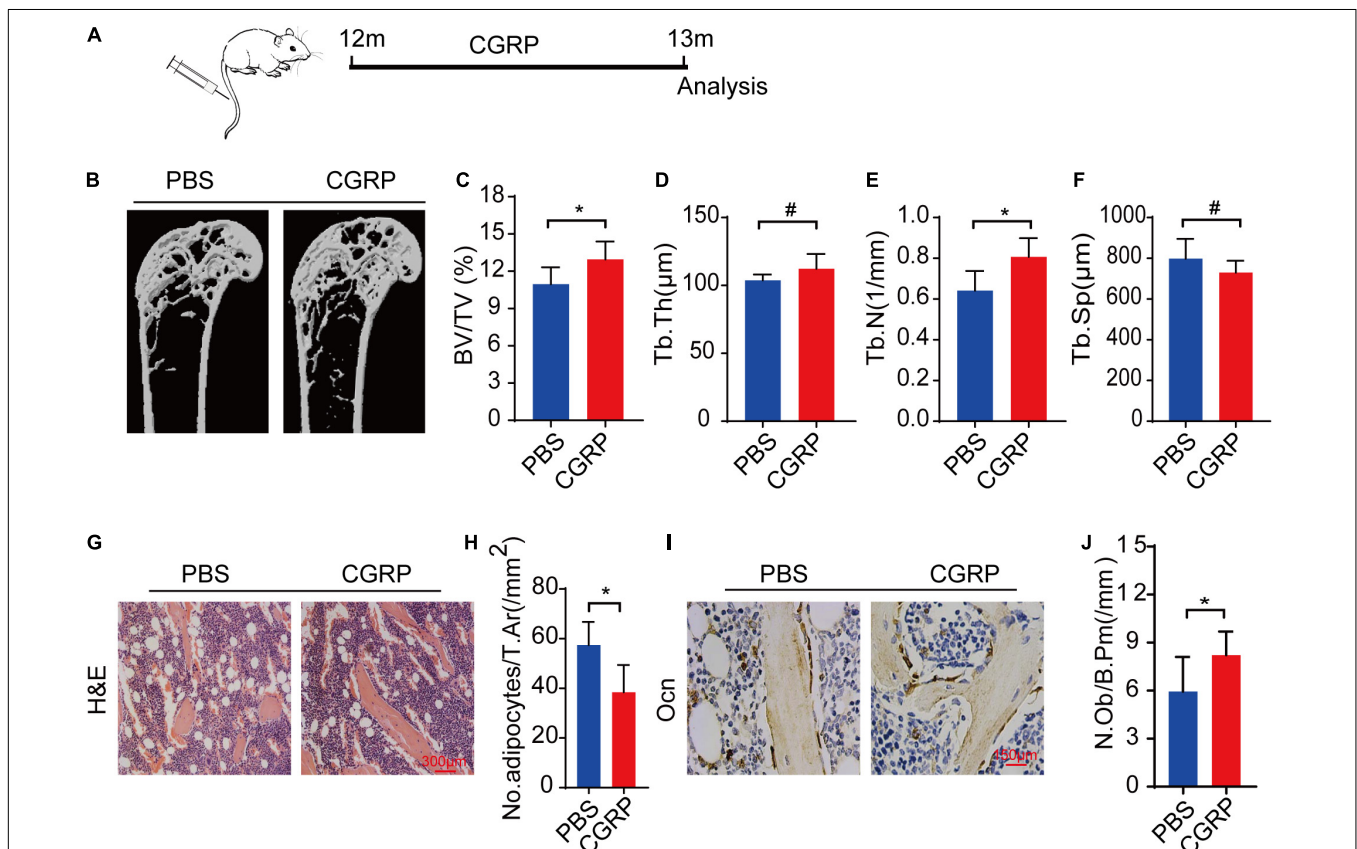 A
12m
CGRP
13m
Analysis
B
PBS
CGRP
C
BV/TV (%)
18
15
12
9
6
3
0
*
PBS
CGRP
D
Tb.Th(µm)
150
100
50
0
#
PBS
CGRP
E
Tb.N(1/mm)
1.0
0.8
0.6
0.4
0.2
0.0
*
PBS
CGRP
F
Tb.Sp(µm)
1000
800
600
400
200
0
#
PBS
CGRP
G
PBS
CGRP
H&E
300µm
H
No.adipocytes/T.Ar(/mm²)
80
60
40
20
0
*
PBS
CGRP
I
PBS
CGRP
Ocn
150µm
J
N.Ob/B.Pm(/mm)
15
12
9
6
3
0
*
PBS
CGRP